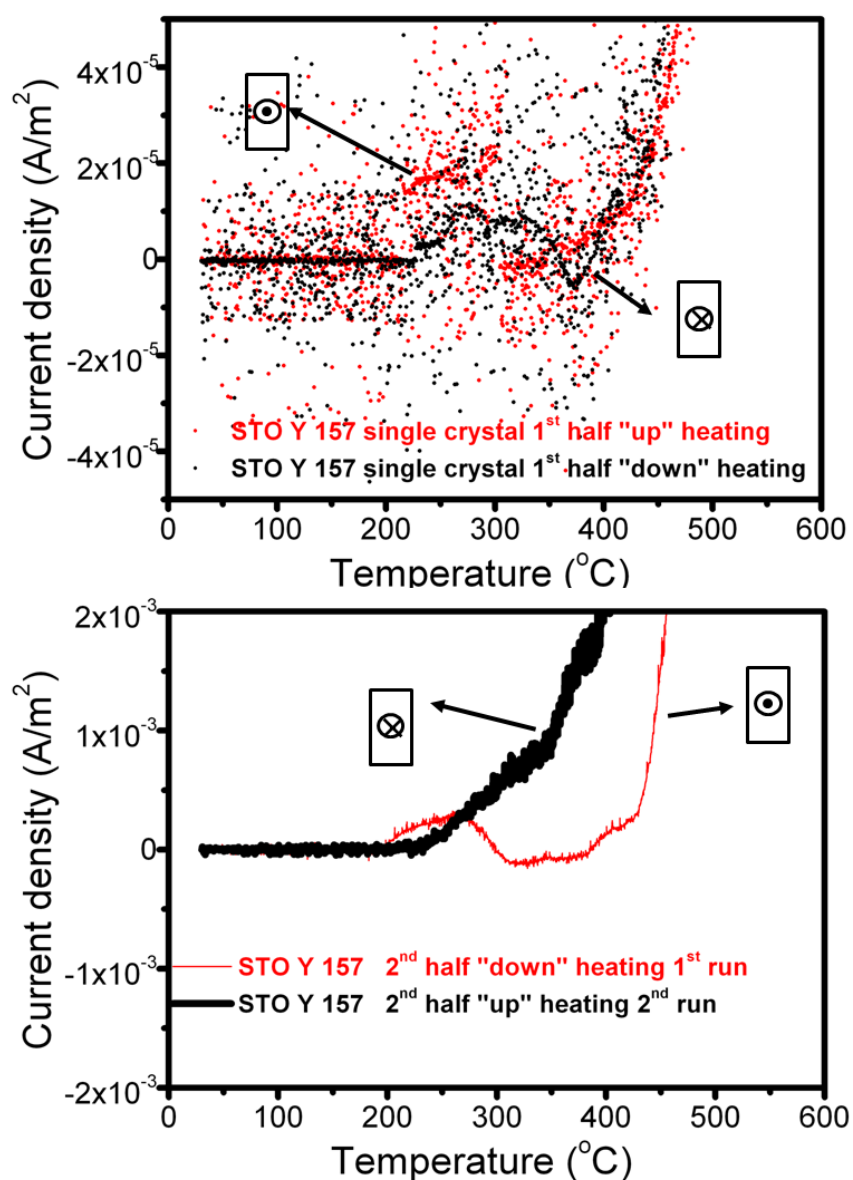 4x10⁻⁵
2x10⁻⁵
0
-2x10⁻⁵
-4x10⁻⁵
Current density (A/m²)
STO Y 157 single crystal 1ˢᵗ half "up" heating
STO Y 157 single crystal 1ˢᵗ half "down" heating
0 100 200 300 400 500 600
Temperature (°C)
2x10⁻³
1x10⁻³
0
-1x10⁻³
-2x10⁻³
Current density (A/m²)
STO Y 157 2ⁿᵈ half "down" heating 1ˢᵗ run
STO Y 157 2ⁿᵈ half "up" heating 2ⁿᵈ run
0 100 200 300 400 500 600
Temperature (°C)